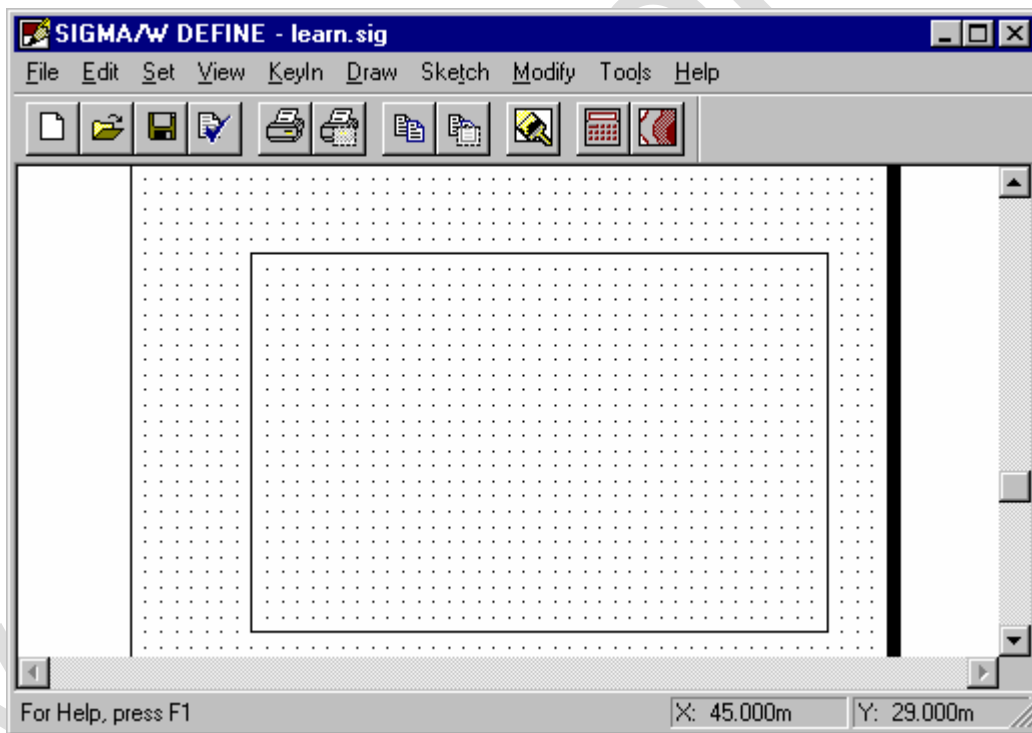 SIGMA/W DEFINE - learn.sig
File Edit Set View KeyIn Draw Sketch Modify Tools Help
For Help, press F1 X: 45.000m Y: 29.000m